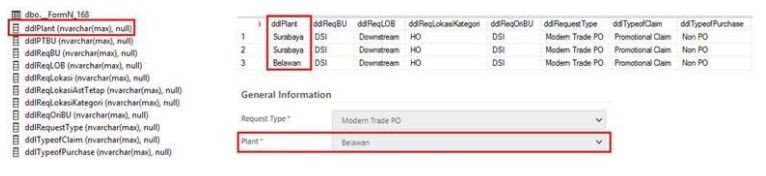 dbo.__FormN_168
ddlPlant (nvarchar(max), null)
ddlPTBU (nvarchar(max), null)
ddlReqBU (nvarchar(max), null)
ddlReqLOB (nvarchar(max), null)
ddlReqLokasi (nvarchar(max), null)
ddlReqLokasiAstTetap (nvarchar(max), null)
ddlReqLokasiKategori (nvarchar(max), null)
ddlReqOriBU (nvarchar(max), null)
ddlRequestType (nvarchar(max), null)
ddlTypeofClaim (nvarchar(max), null)
ddlTypeofPurchase (nvarchar(max), null)
ddlPlant ddlReqBU ddlReqLOB ddlReqLokasiKategori ddlReqOriBU ddlRequestType ddlTypeofClaim ddlTypeofPurchase
1 Surabaya DSI Downstream HO DSI Modern Trade PO Promotional Claim Non PO
2 Surabaya DSI Downstream HO DSI Modern Trade PO Promotional Claim Non PO
3 Belawan DSI Downstream HO DSI Modern Trade PO Promotional Claim Non PO
General Information
Request Type * Modern Trade PO
Plant * Belawan